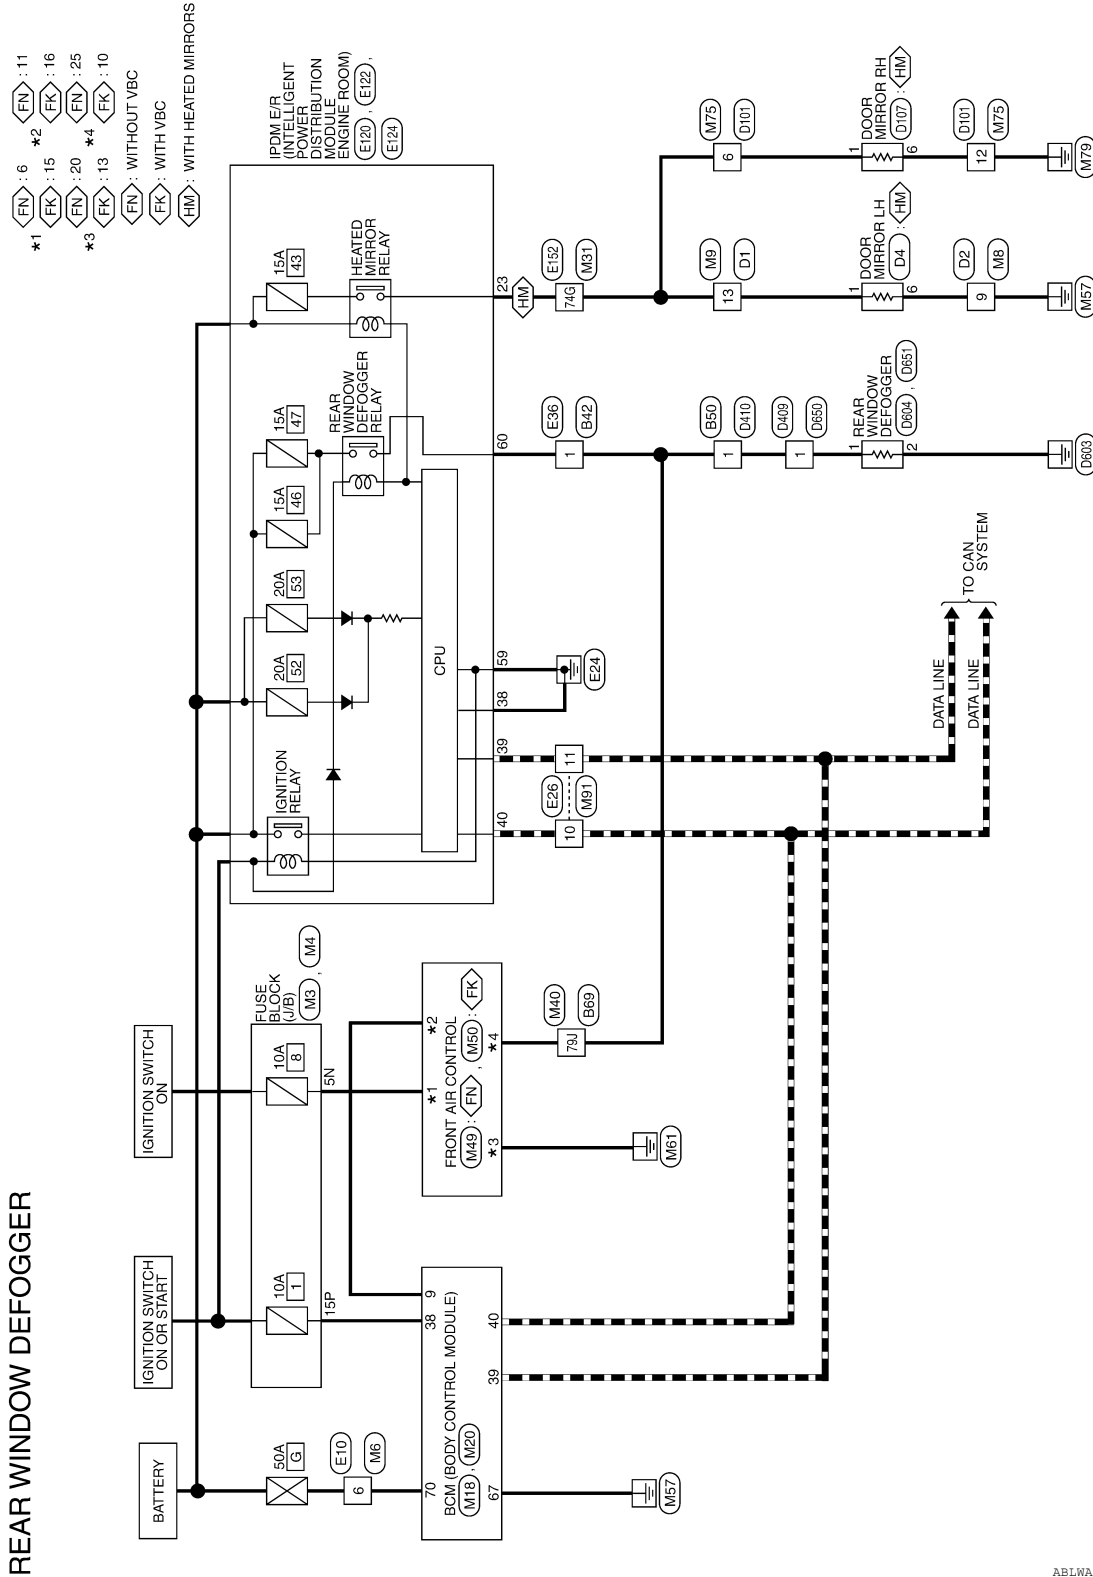 REAR WINDOW DEFOGGER
*1 FN : 6 *2 FN : 11
FK : 15 FK : 16
*3 FN : 20 *4 FN : 25
FK : 13 FK : 10
FN : WITHOUT VBC
FK : WITH VBC
HM : WITH HEATED MIRRORS
BATTERY
IGNITION SWITCH
ON OR START
IGNITION SWITCH
ON
50A
G
E10
6
M6
10A
1
15P
10A
8
5N
FUSE
BLOCK
(J/B)
M3 , M4
70
38
9
BCM (BODY CONTROL MODULE)
M18 , M20
67
39
40
M57
*1
*2
FRONT AIR CONTROL
M49 : FN , M50 : FK
*3
*4
M61
M40
79J
B69
IPDM E/R
(INTELLIGENT
POWER
DISTRIBUTION
MODULE
ENGINE ROOM)
E120 , E122 ,
E124
IGNITION
RELAY
20A
52
20A
53
15A
46
15A
47
15A
43
REAR
WINDOW
DEFOGGER
RELAY
HEATED
MIRROR
RELAY
CPU
40
39
38
59
60
23
E26
10
11
M91
E24
E36
1
B42
HM
E152
74G
M31
DATA LINE
DATA LINE
TO CAN
SYSTEM
B50
1
D410
D409
1
D650
1
REAR
WINDOW
DEFOGGER
D604 , D651
2
D603
M9
13
D1
1
DOOR
MIRROR LH
D4 : HM
6
D2
9
M8
M57
M75
6
D101
1
DOOR
MIRROR RH
D107 : HM
6
D101
12
M75
M79
ABLWA